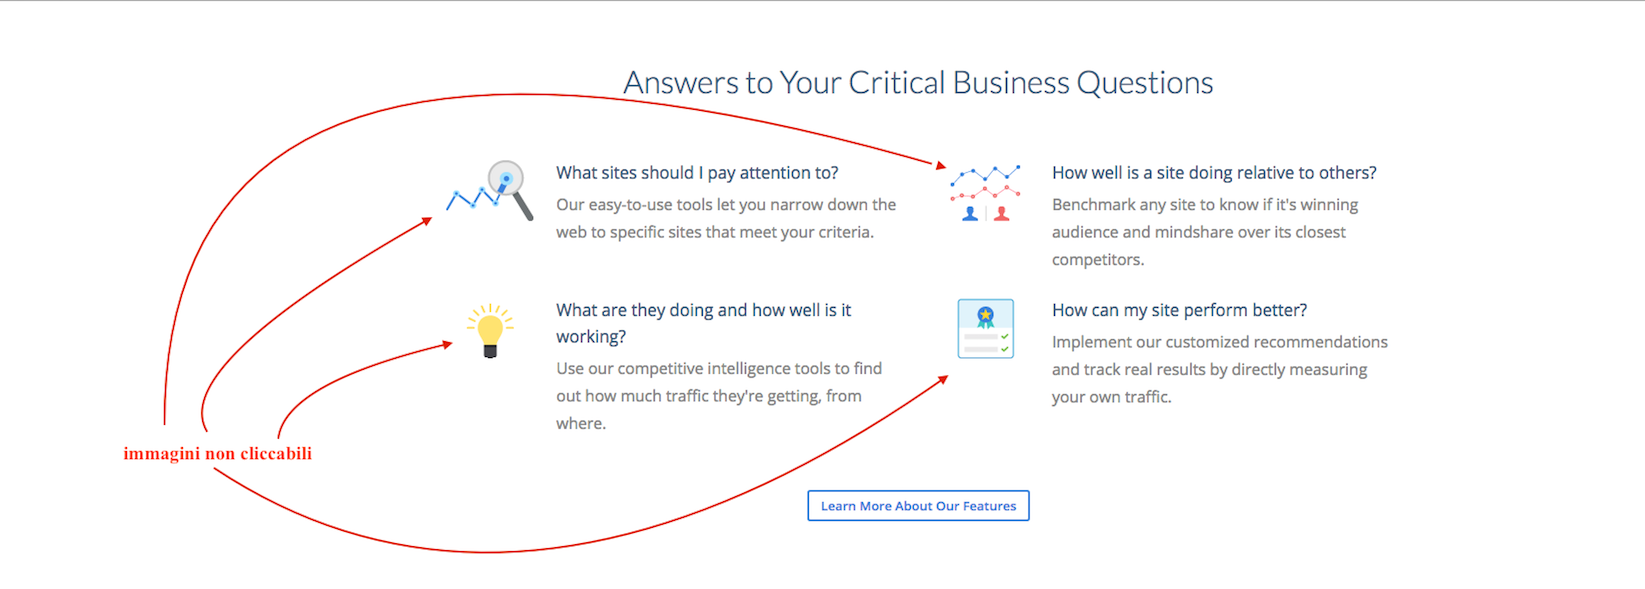 Answers to Your Critical Business Questions
What sites should I pay attention to?
Our easy-to-use tools let you narrow down the
web to specific sites that meet your criteria.
How well is a site doing relative to others?
Benchmark any site to know if it's winning
audience and mindshare over its closest
competitors.
What are they doing and how well is it
working?
Use our competitive intelligence tools to find
out how much traffic they're getting, from
where.
How can my site perform better?
Implement our customized recommendations
and track real results by directly measuring
your own traffic.
immagini non cliccabili
Learn More About Our Features